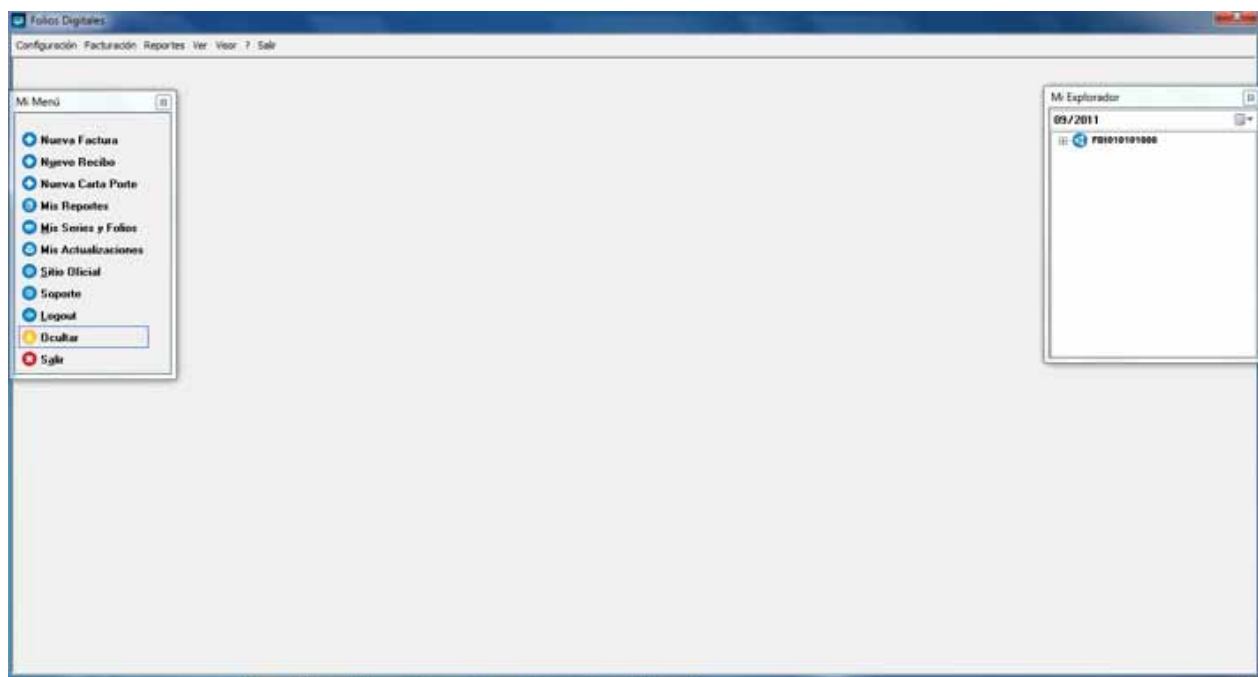 Folios Digitales
Configuración Facturación Reportes Ver Visor ? Salir
Mi Menú
Nueva Factura
Nuevo Recibo
Nueva Carta Porte
Mis Reportes
Mis Series y Folios
Mis Actualizaciones
Sitio Oficial
Soporte
Logout
Ocultar
Salir
Mi Explorador
09/2011